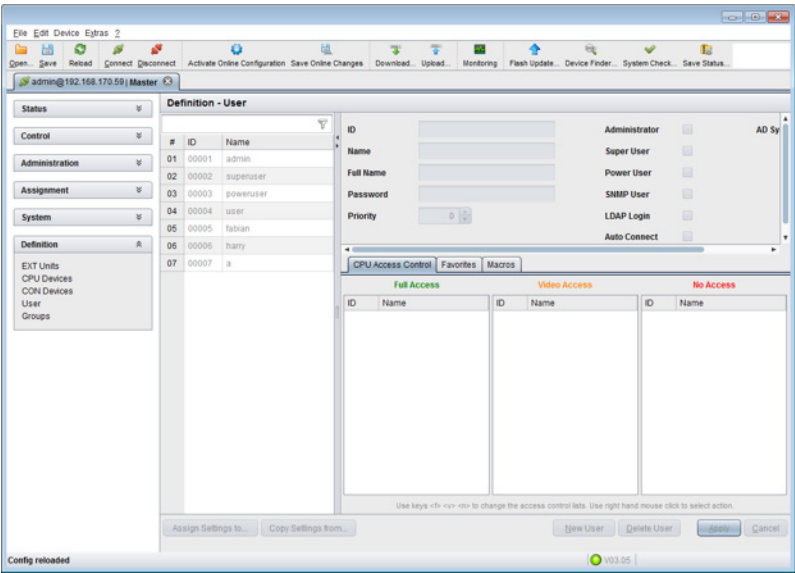 File Edit Device Extras ?
Open... Save Reload Connect Disconnect Activate Online Configuration Save Online Changes Download... Upload... Monitoring Flash Update... Device Finder... System Check... Save Status...
admin@192.168.170.59 | Master
Status
Control
Administration
Assignment
System
Definition
EXT Units
CPU Devices
CON Devices
User
Groups
Definition - User
# ID Name
01 00001 admin
02 00002 superuser
03 00003 poweruser
04 00004 user
05 00005 fabian
06 00006 harry
07 00007 a
ID Administrator AD Sy
Name Super User
Full Name Power User
Password SNMP User
Priority 0 LDAP Login
Auto Connect
CPU Access Control Favorites Macros
Full Access Video Access No Access
ID Name ID Name ID Name
Use keys <f> <v> <n> to change the access control lists. Use right hand mouse click to select action.
Assign Settings to... Copy Settings from... New User Delete User Apply Cancel
Config reloaded V03.05